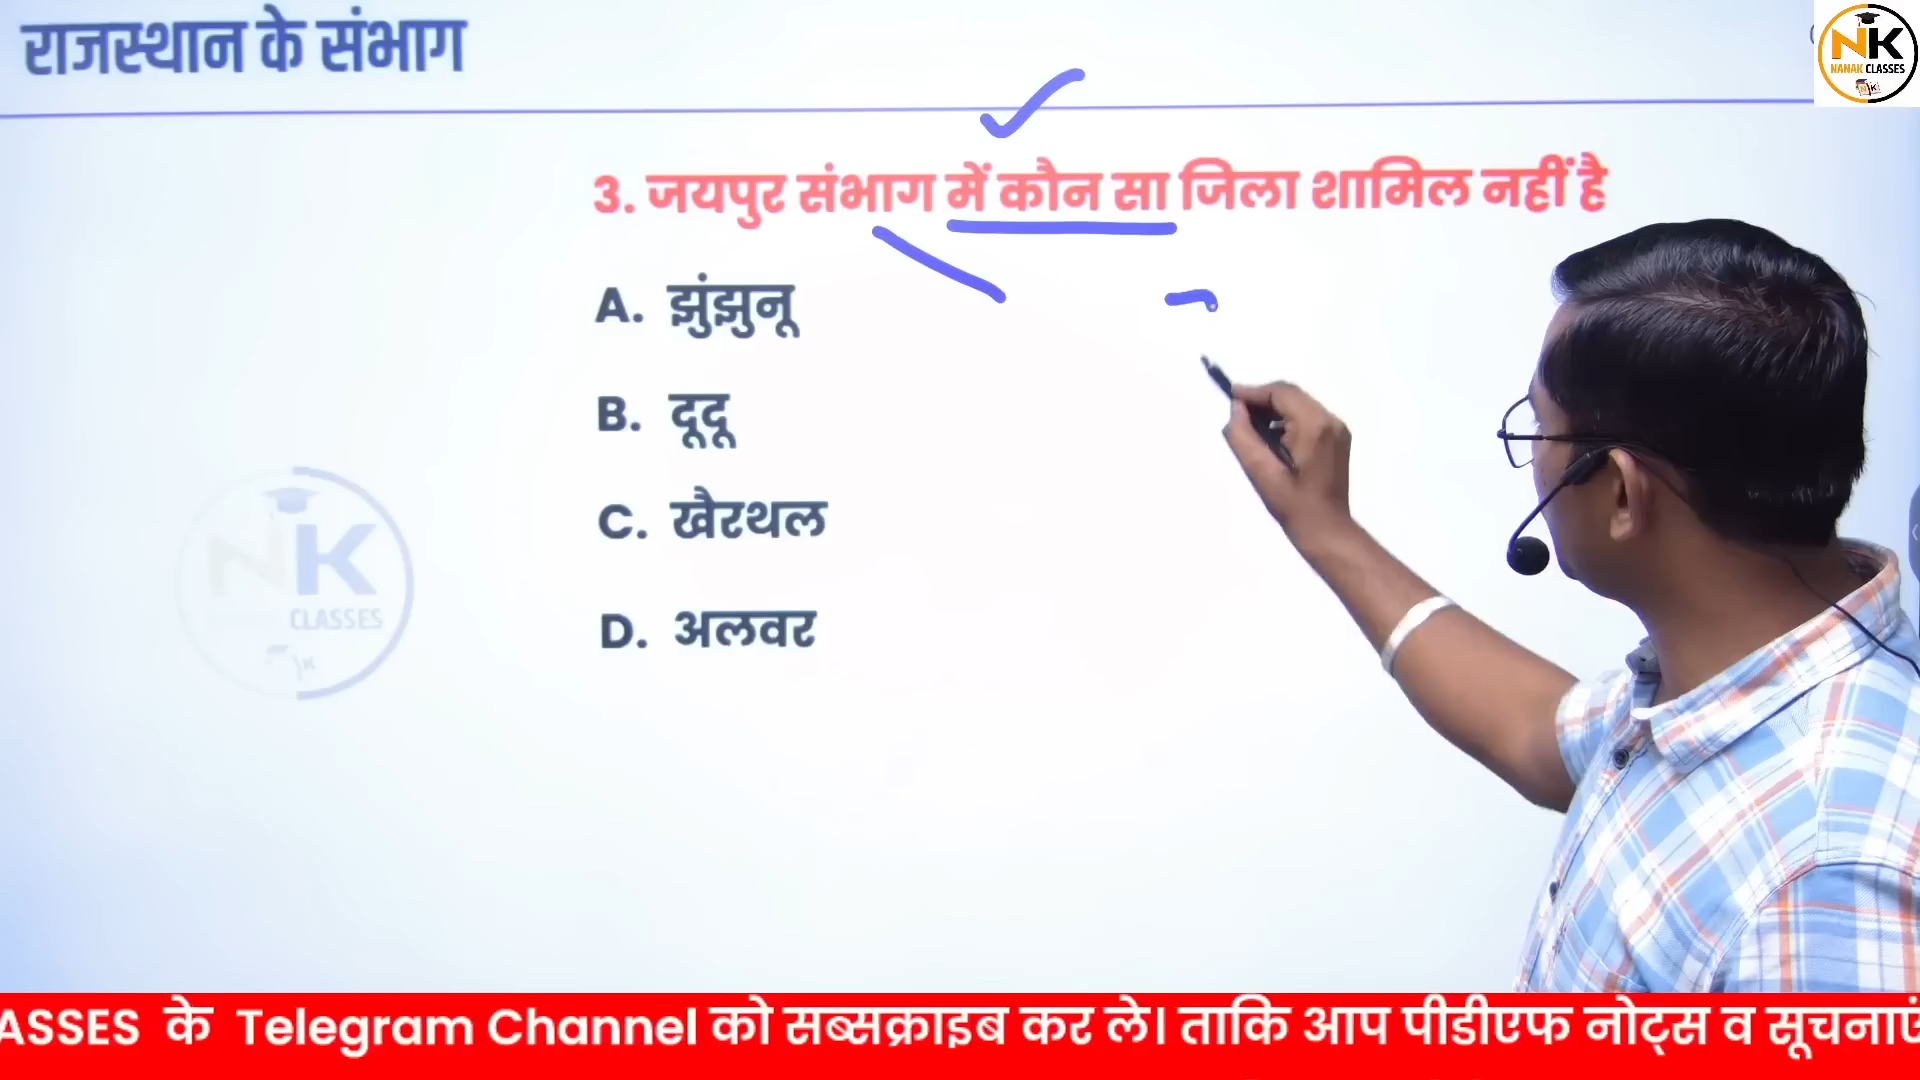 राजस्थान के संभाग
NK
NANAK CLASSES
3. जयपुर संभाग में कौन सा जिला शामिल नहीं है
A. झुंझुनू
B. दूदू
C. खैरथल
D. अलवर
NK
CLASSES
ASSES के Telegram Channel को सब्सक्राइब कर ले। ताकि आप पीडीएफ नोट्स व सूचनाएं